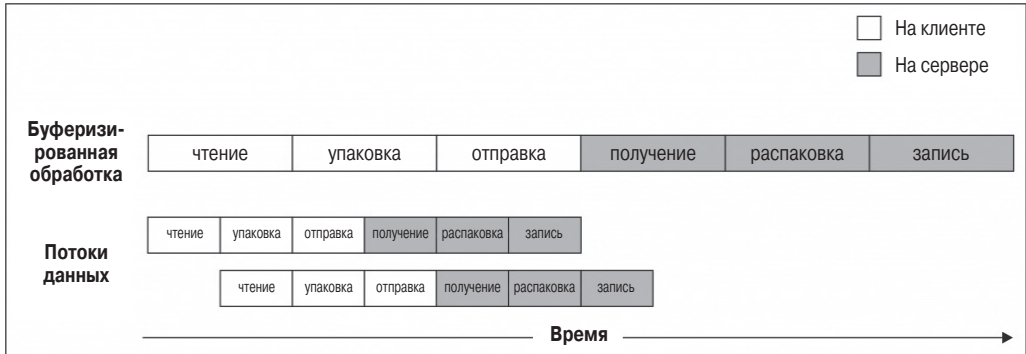 На клиенте
На сервере
Буферизи-
рованная
обработка
чтение упаковка отправка получение распаковка запись
Потоки
данных
чтение упаковка отправка получение распаковка запись
чтение упаковка отправка получение распаковка запись
Время